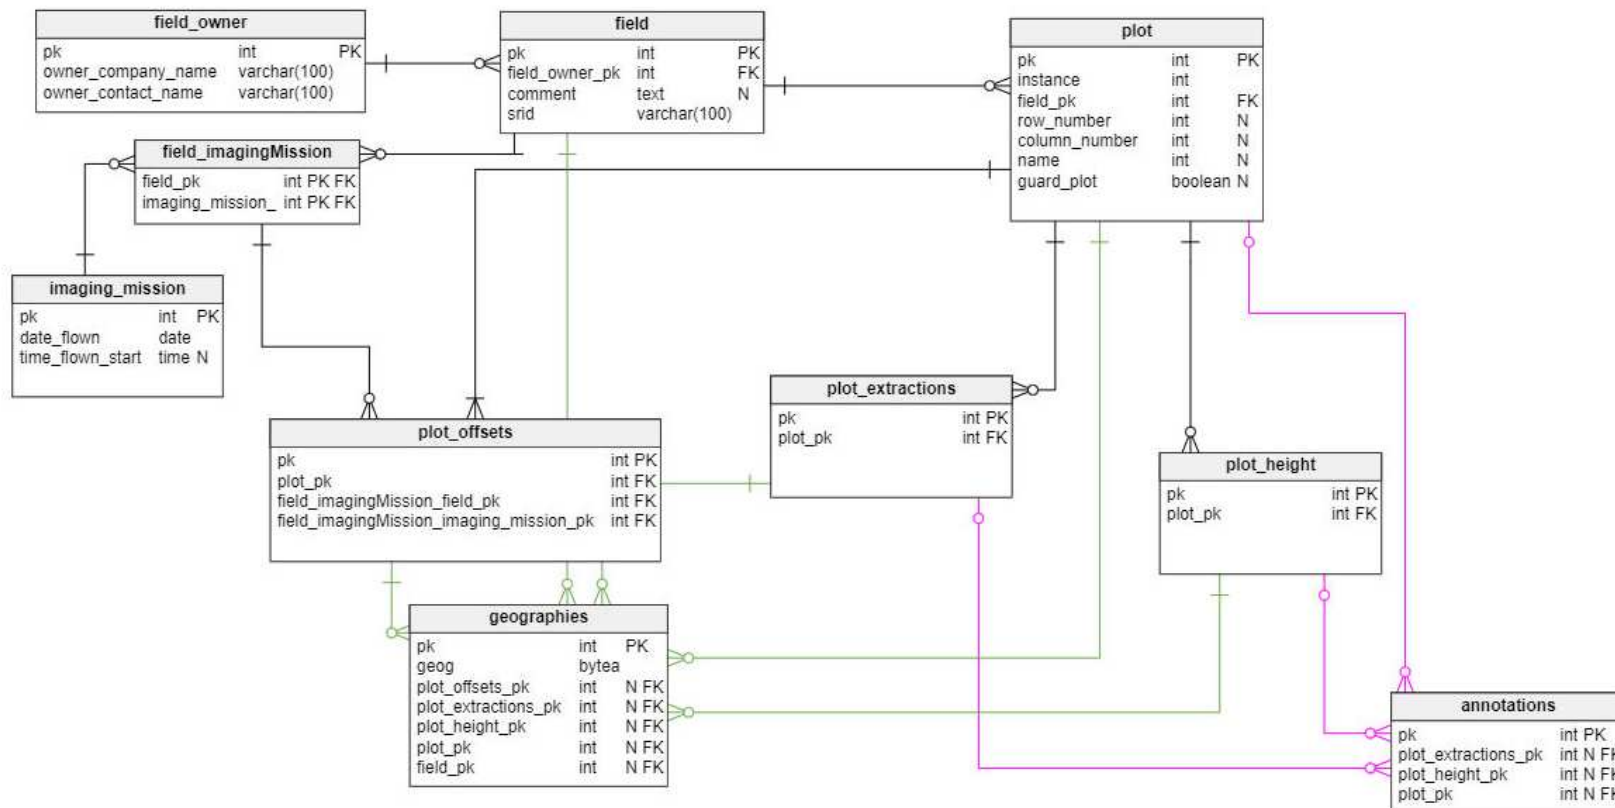 field_owner
pk int PK
owner_company_name varchar(100)
owner_contact_name varchar(100)
field
pk int PK
field_owner_pk int FK
comment text N
srid varchar(100)
plot
pk int PK
instance int
field_pk int FK
row_number int N
column_number int N
name int N
guard_plot boolean N
field_imagingMission
field_pk int PK FK
imaging_mission_ int PK FK
imaging_mission
pk int PK
date_flown date
time_flown_start time N
plot_offsets
pk int PK
plot_pk int FK
field_imagingMission_field_pk int FK
field_imagingMission_imaging_mission_pk int FK
plot_extractions
pk int PK
plot_pk int FK
plot_height
pk int PK
plot_pk int FK
geographies
pk int PK
geog bytea
plot_offsets_pk int N FK
plot_extractions_pk int N FK
plot_height_pk int N FK
plot_pk int N FK
field_pk int N FK
annotations
pk int PK
plot_extractions_pk int N FK
plot_height_pk int N FK
plot_pk int N FK